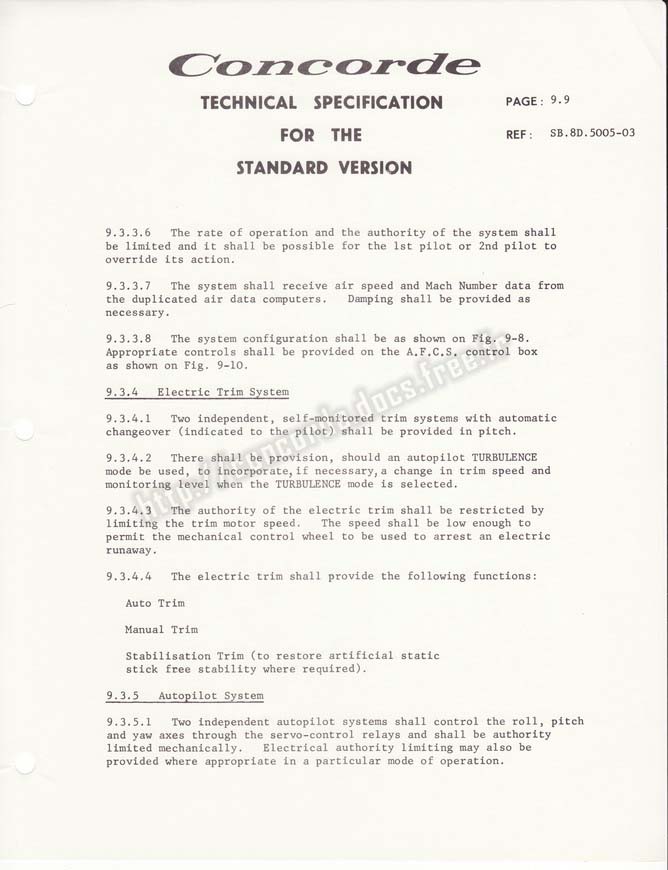 Concorde
TECHNICAL SPECIFICATION
FOR THE
STANDARD VERSION
PAGE: 9.9
REF: SB.8D.5005-03
9.3.3.6 The rate of operation and the authority of the system shall
be limited and it shall be possible for the 1st pilot or 2nd pilot to
override its action.
9.3.3.7 The system shall receive air speed and Mach Number data from
the duplicated air data computers. Damping shall be provided as
necessary.
9.3.3.8 The system configuration shall be as shown on Fig. 9-8.
Appropriate controls shall be provided on the A.F.C.S. control box
as shown on Fig. 9-10.
9.3.4 Electric Trim System
9.3.4.1 Two independent, self-monitored trim systems with automatic
changeover (indicated to the pilot) shall be provided in pitch.
9.3.4.2 There shall be provision, should an autopilot TURBULENCE
mode be used, to incorporate, if necessary, a change in trim speed and
monitoring level when the TURBULENCE mode is selected.
9.3.4.3 The authority of the electric trim shall be restricted by
limiting the trim motor speed. The speed shall be low enough to
permit the mechanical control wheel to be used to arrest an electric
runaway.
9.3.4.4 The electric trim shall provide the following functions:
Auto Trim
Manual Trim
Stabilisation Trim (to restore artificial static
stick free stability where required).
9.3.5 Autopilot System
9.3.5.1 Two independent autopilot systems shall control the roll, pitch
and yaw axes through the servo-control relays and shall be authority
limited mechanically. Electrical authority limiting may also be
provided where appropriate in a particular mode of operation.
http://concorde.docs.free.fr